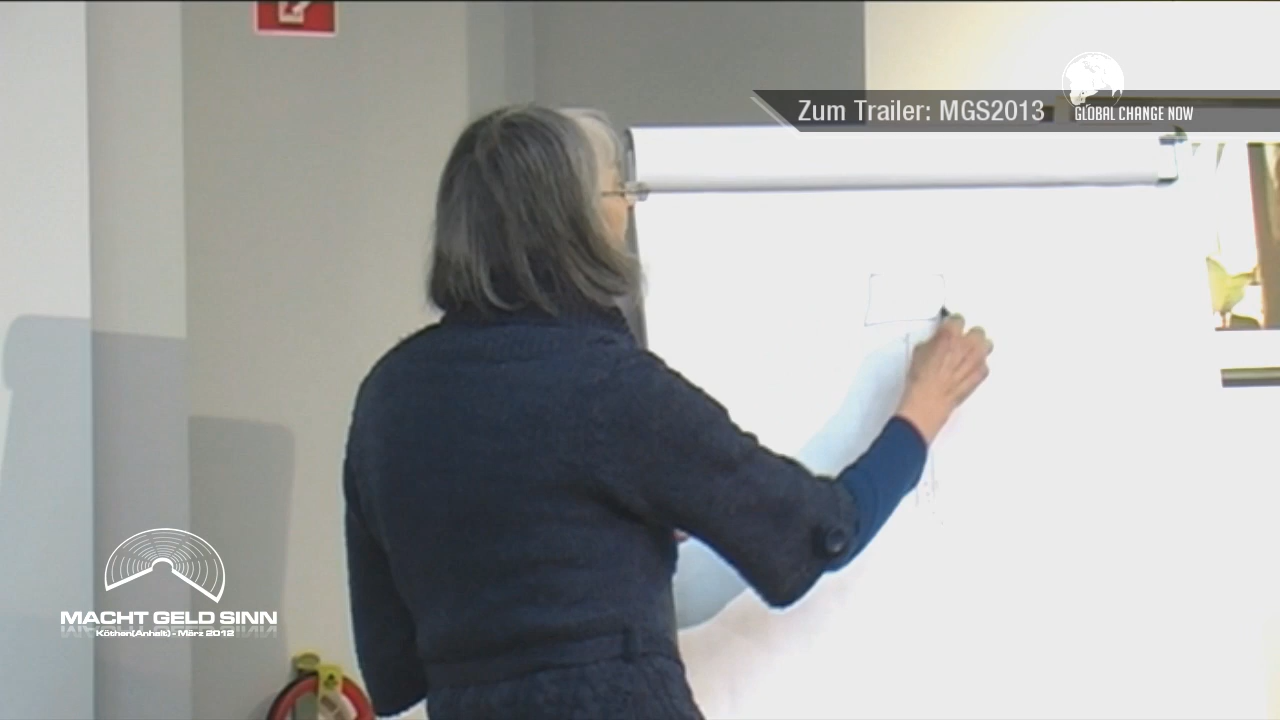 Zum Trailer: MGS2013
GLOBAL CHANGE NOW
MACHT GELD SINN
Köthen(Anhalt) - März 2012